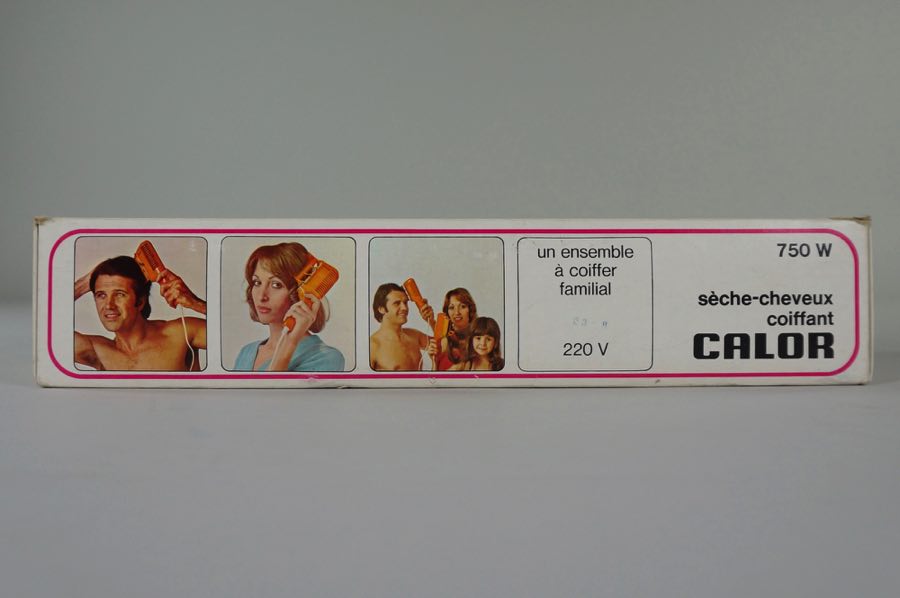 un ensemble
à coiffer
familial
220 V
750 W
sèche-cheveux
coiffant
CALOR